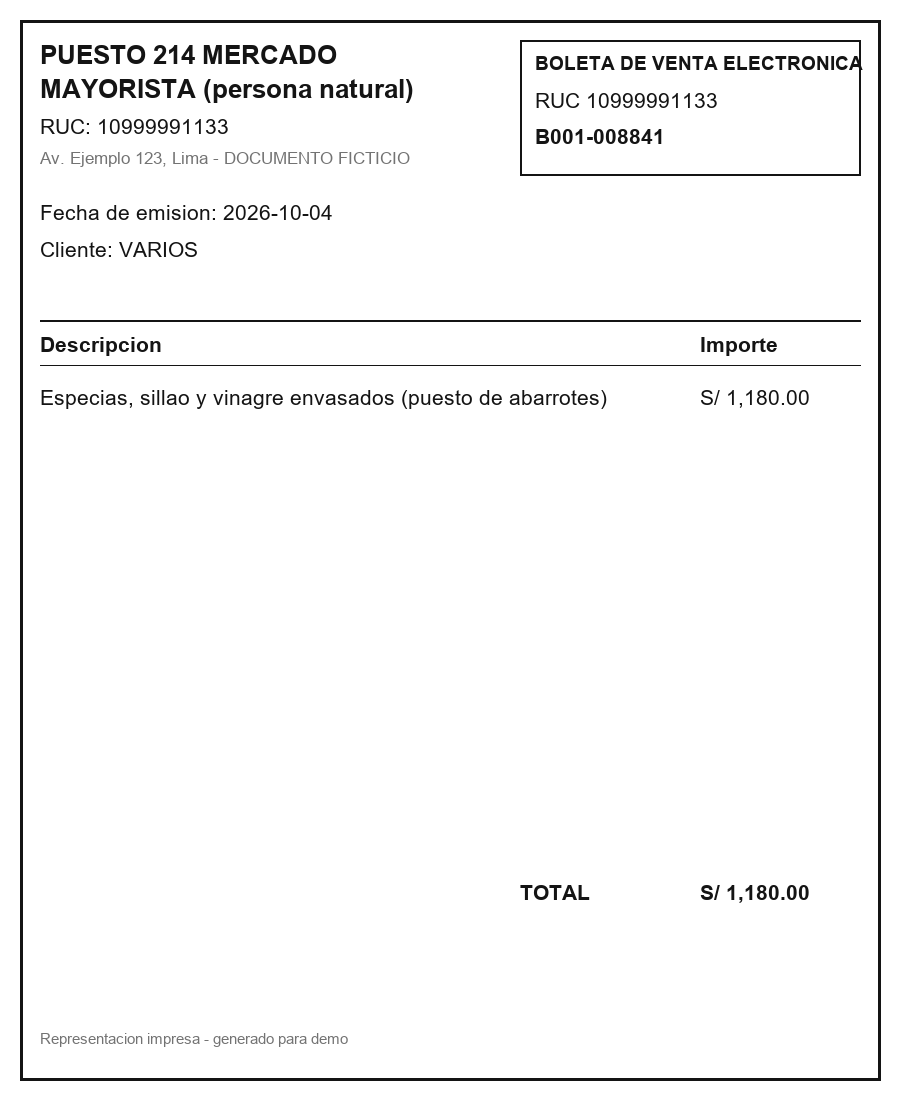 PUESTO 214 MERCADO
MAYORISTA (persona natural)
RUC: 10999991133
Av. Ejemplo 123, Lima - DOCUMENTO FICTICIO
BOLETA DE VENTA ELECTRONICA
RUC 10999991133
B001-008841
Fecha de emision: 2026-10-04
Cliente: VARIOS
Descripcion Importe
Especias, sillao y vinagre envasados (puesto de abarrotes) S/ 1,180.00
TOTAL S/ 1,180.00
Representacion impresa - generado para demo